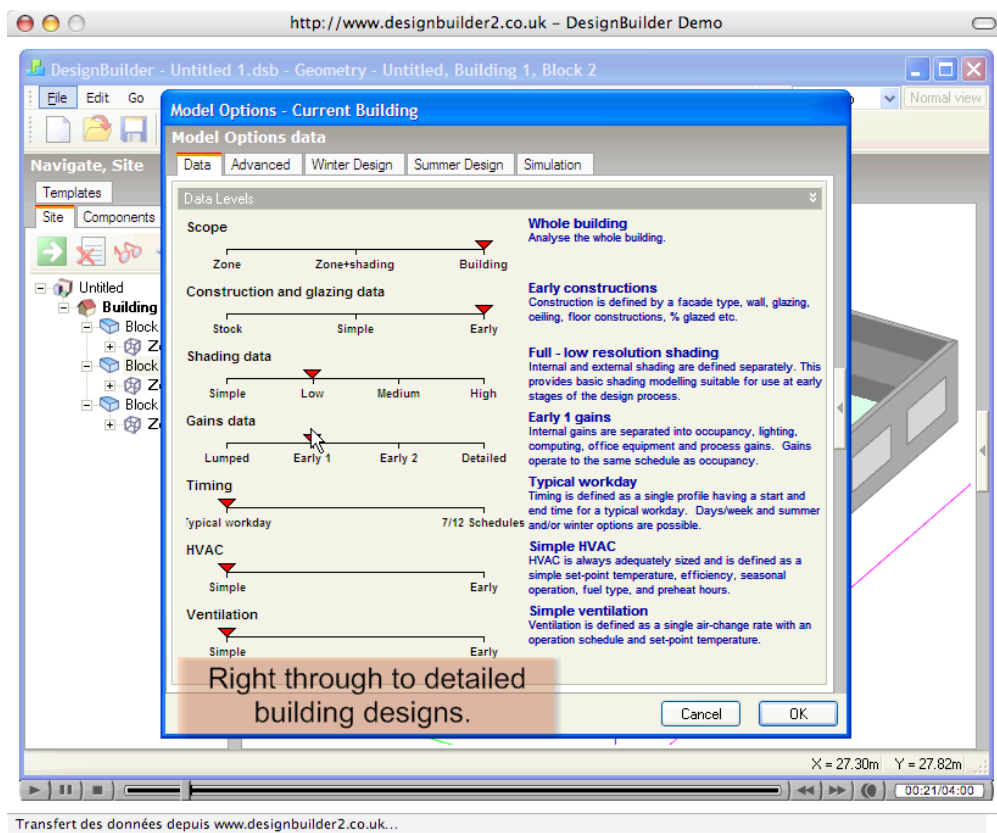 http://www.designbuilder2.co.uk – DesignBuilder Demo
DesignBuilder - Untitled 1.dsb - Geometry - Untitled, Building 1, Block 2
File Edit Go
Normal view
Model Options - Current Building
Model Options data
Navigate, Site
Data Advanced Winter Design Summer Design Simulation
Templates
Site Components
Data Levels
Scope
Zone Zone+shading Building
Whole building
Analyse the whole building.
Untitled
Building
Block
Block
Block
Construction and glazing data
Stock Simple Early
Early constructions
Construction is defined by a facade type, wall, glazing,
ceiling, floor constructions, % glazed etc.
Shading data
Simple Low Medium High
Full - low resolution shading
Internal and external shading are defined separately. This
provides basic shading modelling suitable for use at early
stages of the design process.
Gains data
Lumped Early 1 Early 2 Detailed
Early 1 gains
Internal gains are separated into occupancy, lighting,
computing, office equipment and process gains. Gains
operate to the same schedule as occupancy.
Timing
Typical workday 7/12 Schedules
Typical workday
Timing is defined as a single profile having a start and
end time for a typical workday. Days/week and summer
and/or winter options are possible.
HVAC
Simple Early
Simple HVAC
HVAC is always adequately sized and is defined as a
simple set-point temperature, efficiency, seasonal
operation, fuel type, and preheat hours.
Ventilation
Simple Early
Simple ventilation
Ventilation is defined as a single air-change rate with an
operation schedule and set-point temperature.
Right through to detailed
building designs.
Cancel OK
X = 27.30m Y = 27.82m
00:21/04:00
Transfert des données depuis www.designbuilder2.co.uk...